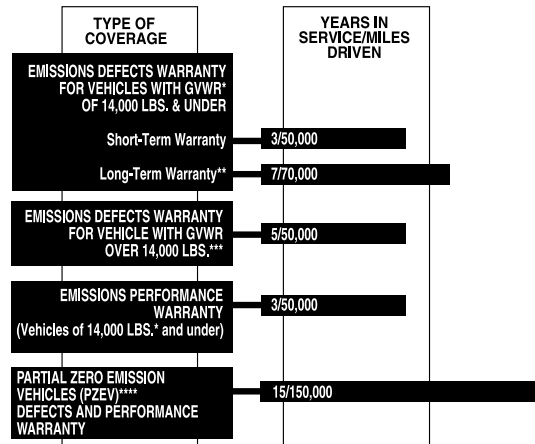 TYPE OF
COVERAGE
YEARS IN
SERVICE/MILES
DRIVEN
EMISSIONS DEFECTS WARRANTY
FOR VEHICLES WITH GVWR*
OF 14,000 LBS. & UNDER
Short-Term Warranty
3/50,000
Long-Term Warranty**
7/70,000
EMISSIONS DEFECTS WARRANTY
FOR VEHICLE WITH GVWR
OVER 14,000 LBS.***
5/50,000
EMISSIONS PERFORMANCE
WARRANTY
(Vehicles of 14,000 LBS.* and under)
3/50,000
PARTIAL ZERO EMISSION
VEHICLES (PZEV)****
DEFECTS AND PERFORMANCE
WARRANTY
15/150,000